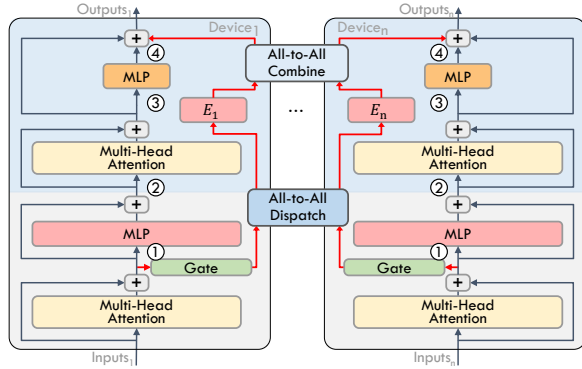 Outputs₁
Outputsₙ
Device₁
Deviceₙ
+
④
All-to-All
Combine
④
+
MLP
MLP
③
E₁
...
Eₙ
③
+
+
Multi-Head
Attention
Multi-Head
Attention
②
②
+
All-to-All
Dispatch
+
MLP
MLP
①
①
Gate
Gate
+
+
Multi-Head
Attention
Multi-Head
Attention
Inputs₁
Inputsₙ